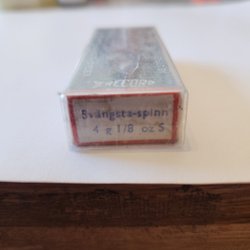 Svängsta-spinn
4 g 1/8 oz S